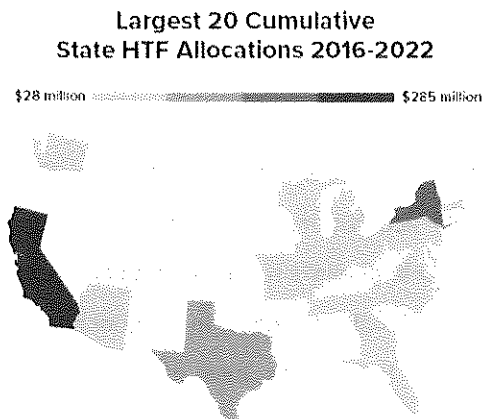 Largest 20 Cumulative
State HTF Allocations 2016-2022
$28 million $285 million